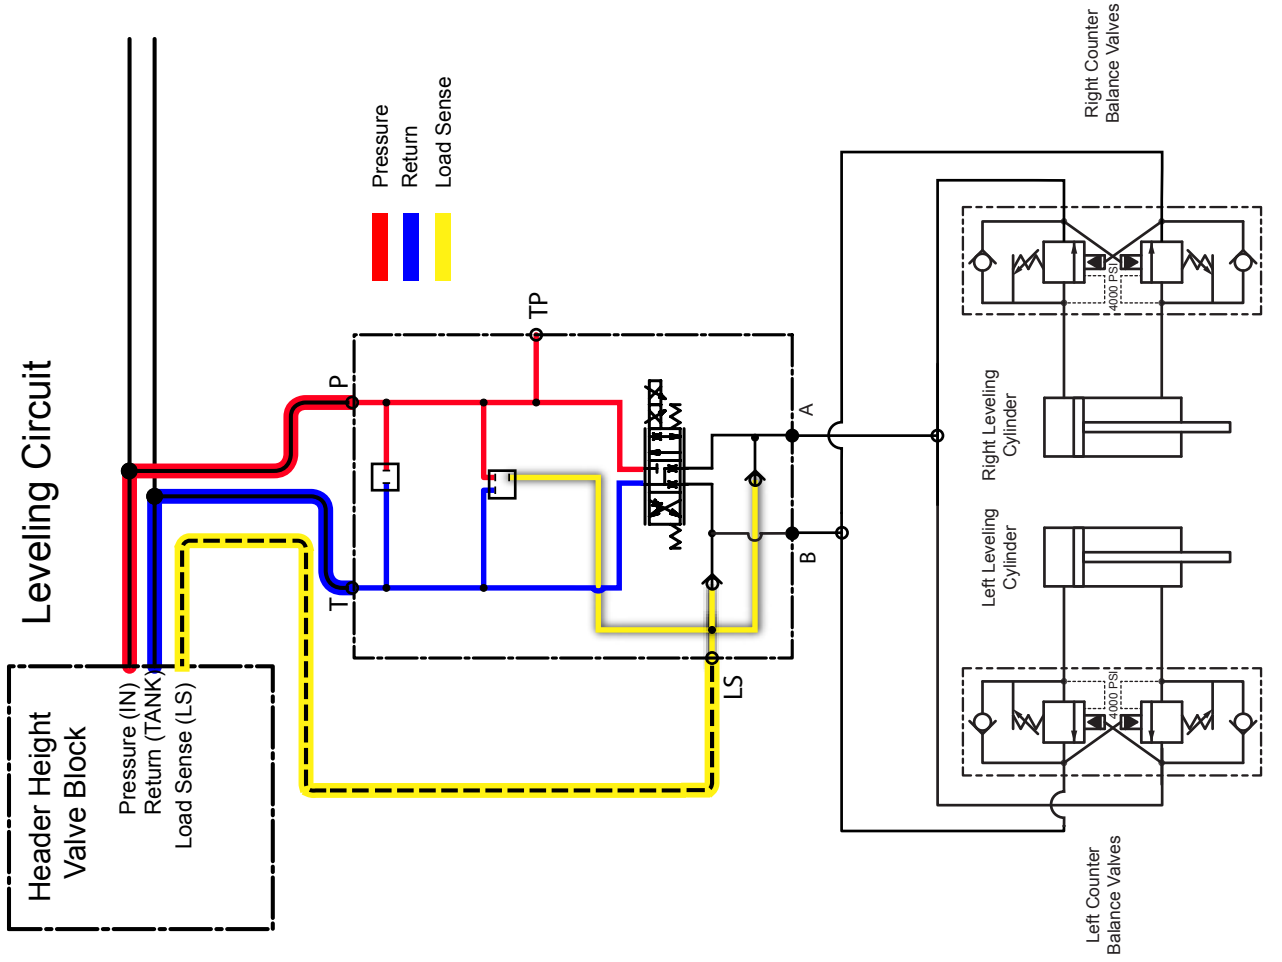 Leveling Circuit
Header Height
Valve Block
Pressure (IN)
Return (TANK)
Load Sense (LS)
Pressure
Return
Load Sense
T
P
TP
LS
B
A
Left Leveling
Cylinder
Right Leveling
Cylinder
4000 PSI
4000 PSI
Left Counter
Balance Valves
Right Counter
Balance Valves